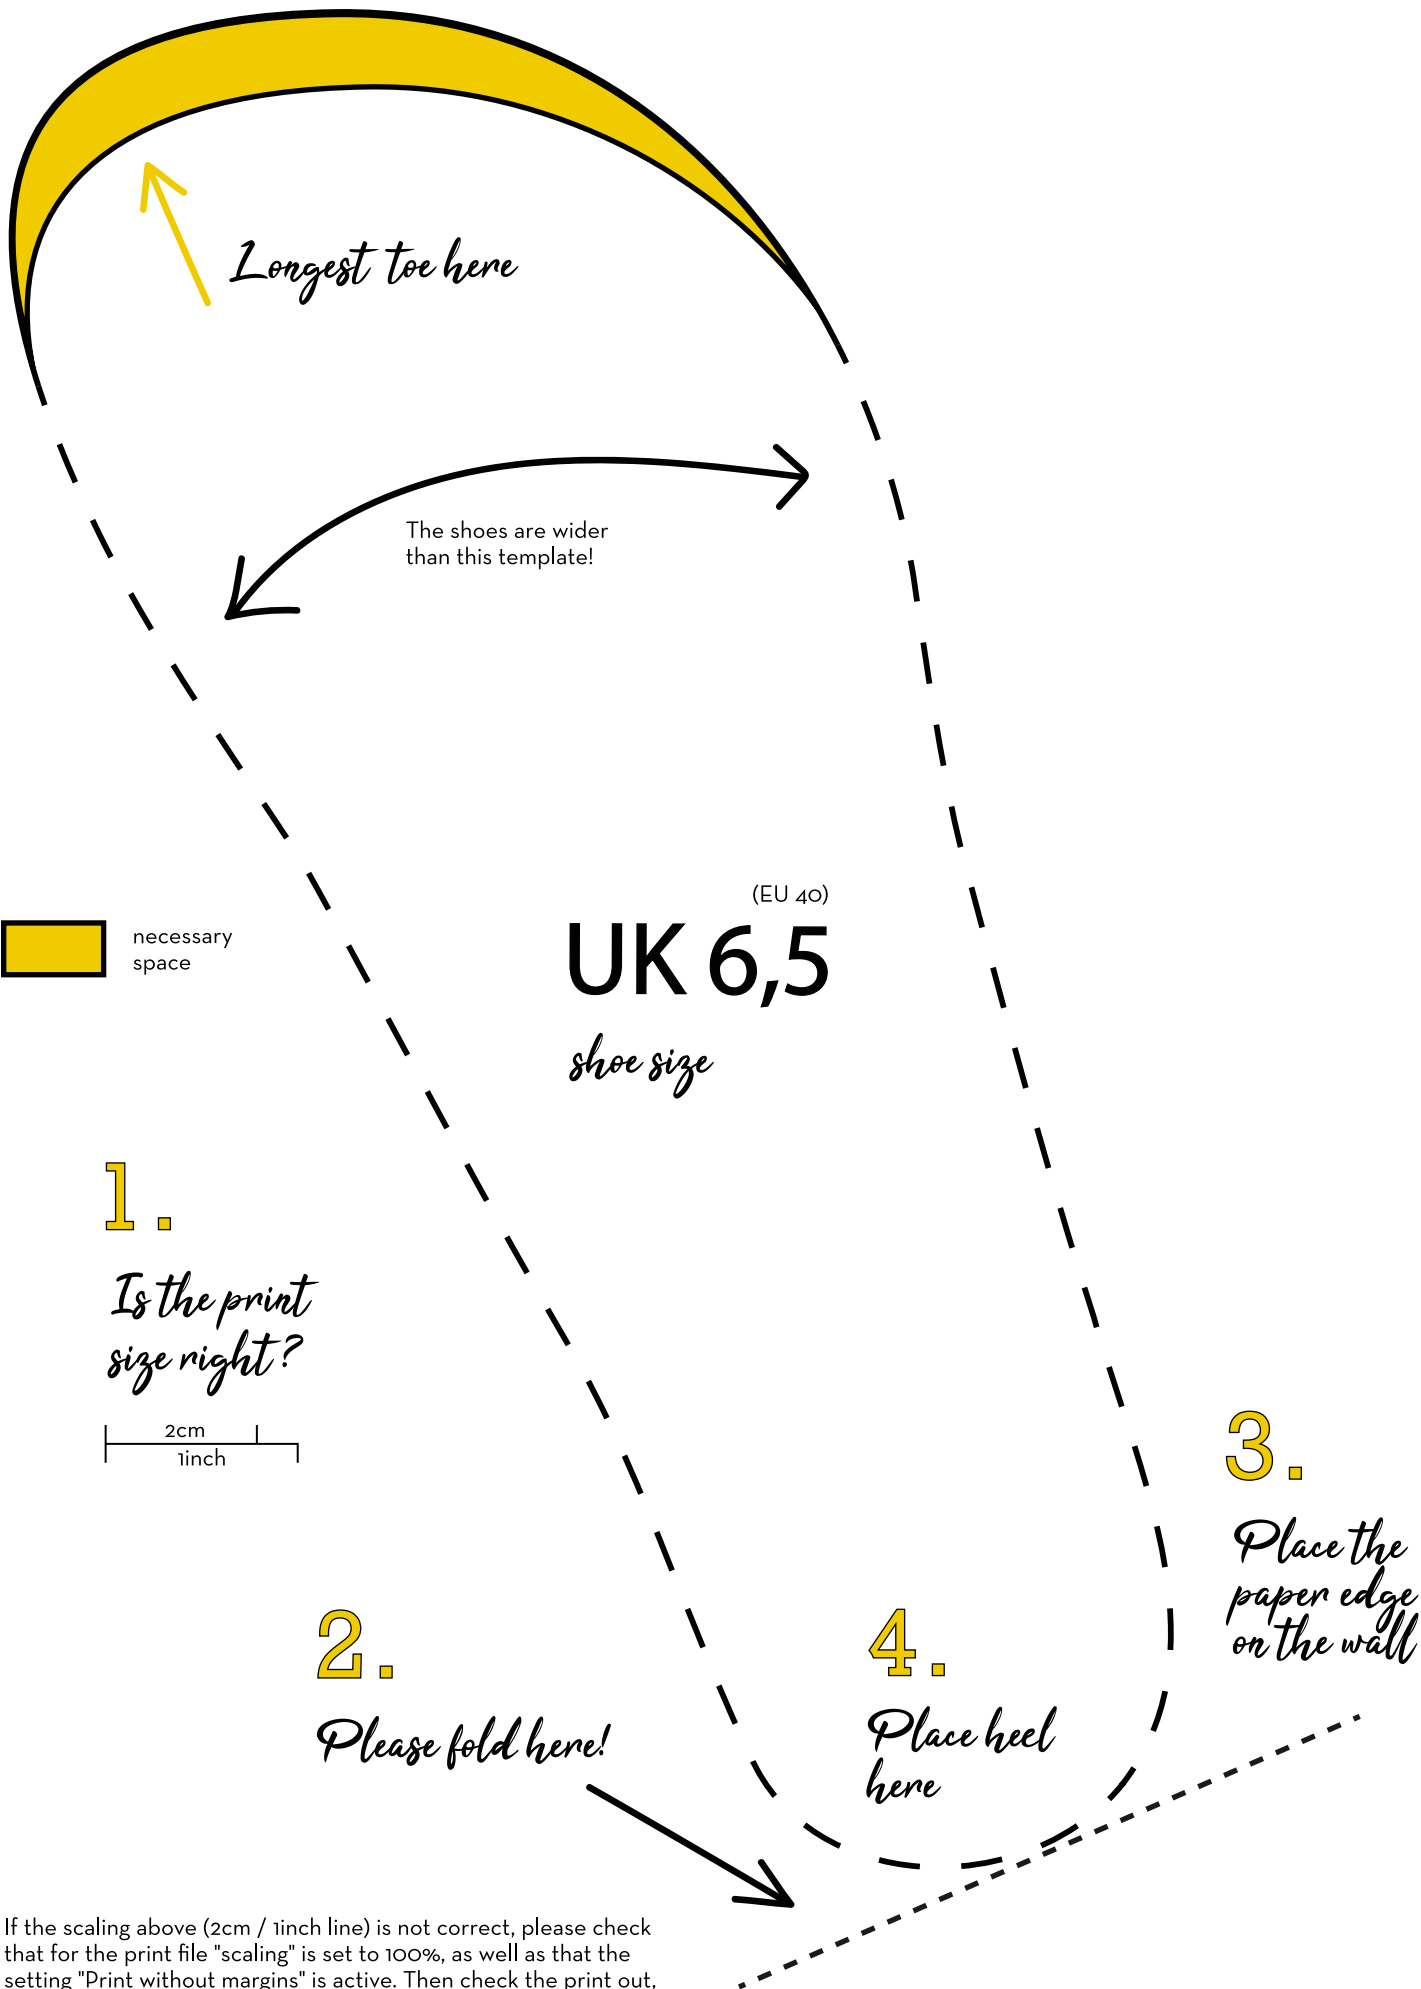 Longest toe here
The shoes are wider
than this template!
(EU 40)
UK 6,5
shoe size
necessary
space
1.
Is the print
size right?
2cm
1inch
3.
Place the
paper edge
on the wall
2.
Please fold here!
4.
Place heel
here
If the scaling above (2cm / 1inch line) is not correct, please check
that for the print file "scaling" is set to 100%, as well as that the
setting "Print without margins" is active. Then check the print out,